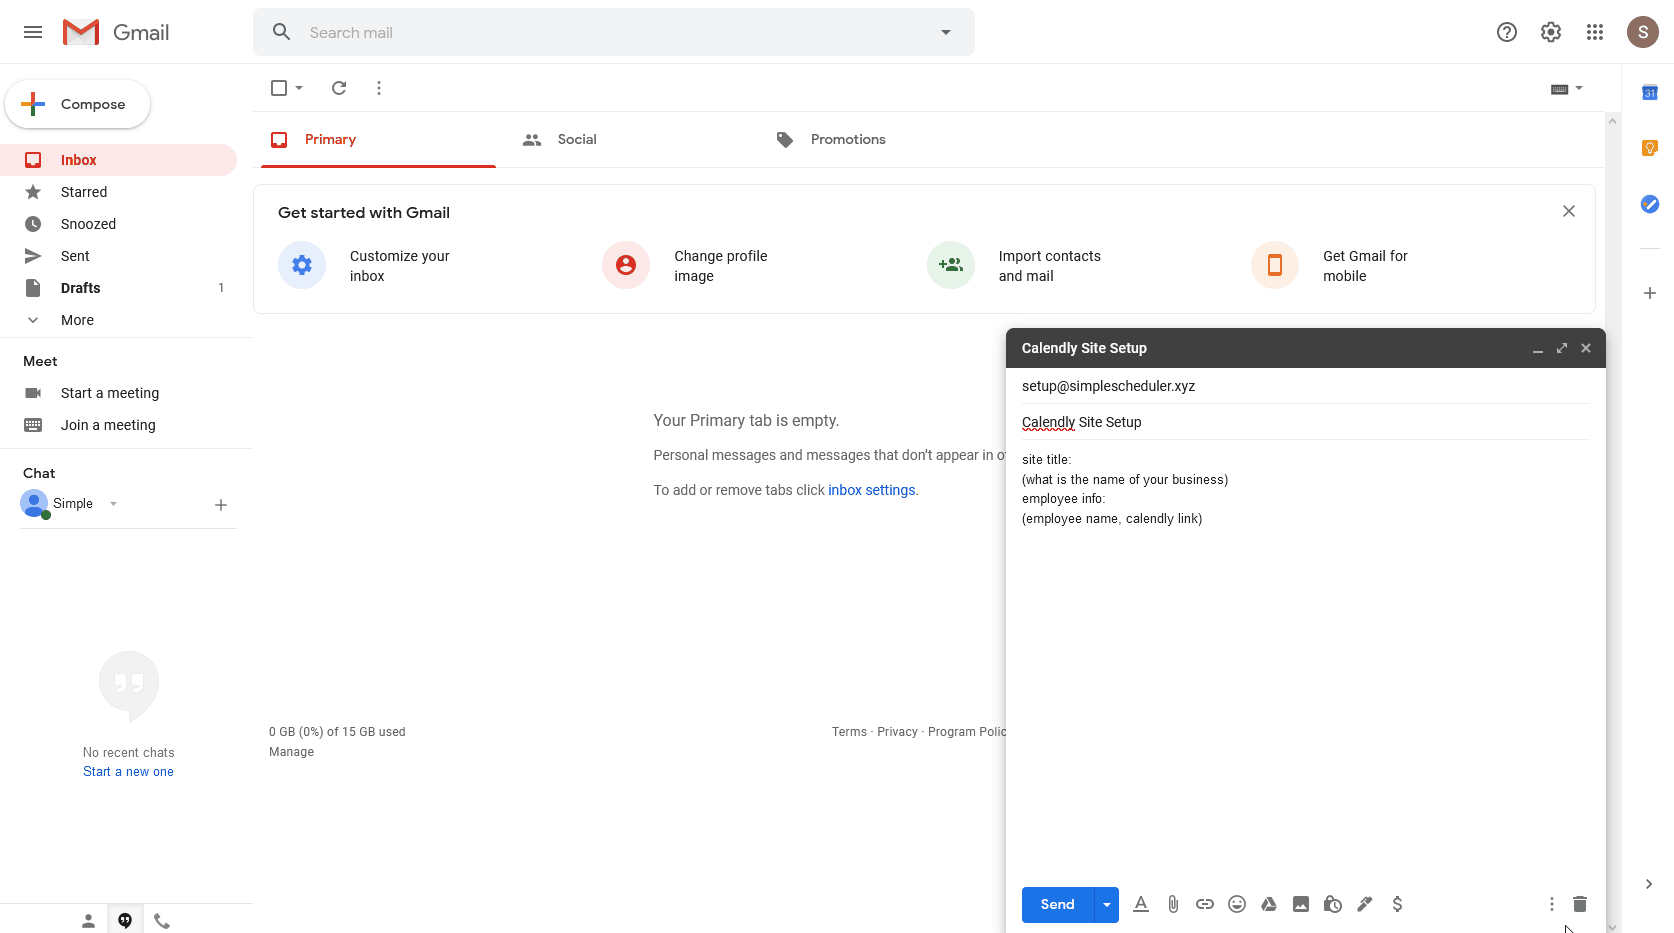 Gmail
Search mail
S
Compose
Inbox
Starred
Snoozed
Sent
Drafts 1
More
Meet
Start a meeting
Join a meeting
Chat
Simple
No recent chats
Start a new one
Primary
Social
Promotions
Get started with Gmail
Customize your
inbox
Change profile
image
Import contacts
and mail
Get Gmail for
mobile
Your Primary tab is empty.
Personal messages and messages that don't appear in
To add or remove tabs click inbox settings.
0 GB (0%) of 15 GB used
Manage
Terms · Privacy · Program
Calendly Site Setup
setup@simplescheduler.xyz
Calendly Site Setup
site title:
(what is the name of your business)
employee info:
(employee name, calendly link)
Send
31